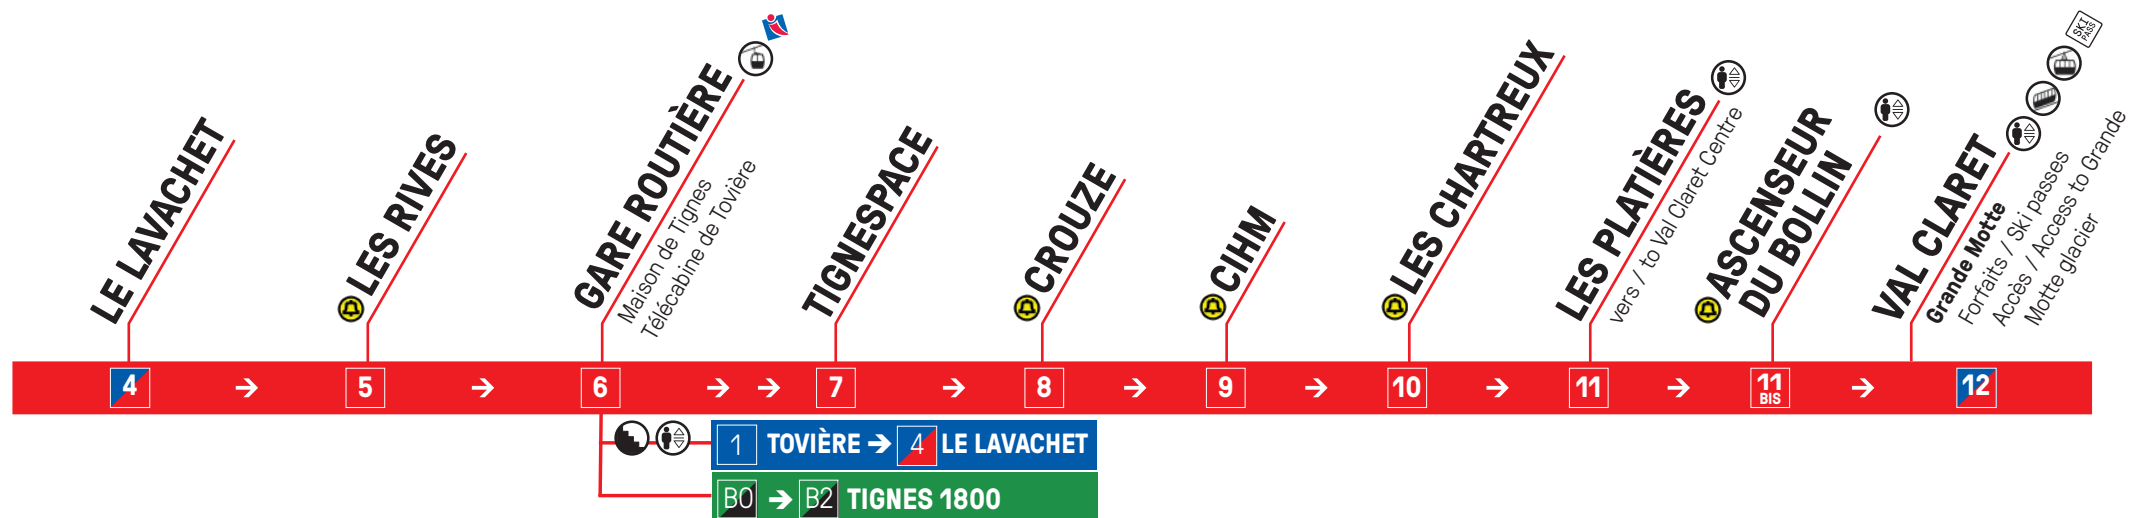 LE LAVACHET
LES RIVES
GARE ROUTIÈRE
Maison de Tignes
Télécabine de Tovière
TIGNESPACE
CROUZE
CIHM
LES CHARTREUX
LES PLATIÈRES
vers / to Val Claret Centre
ASCENSEUR
DU BOLLIN
VAL CLARET
Grande Motte
Forfaits / Ski passes
Accès / Access to Grande
Motte glacier
SKI
PASS
4 → 5 → 6 → → 7 → 8 → 9 → 10 → 11 → 11 BIS → 12
1 TOVIÈRE → 4 LE LAVACHET
B0 → B2 TIGNES 1800